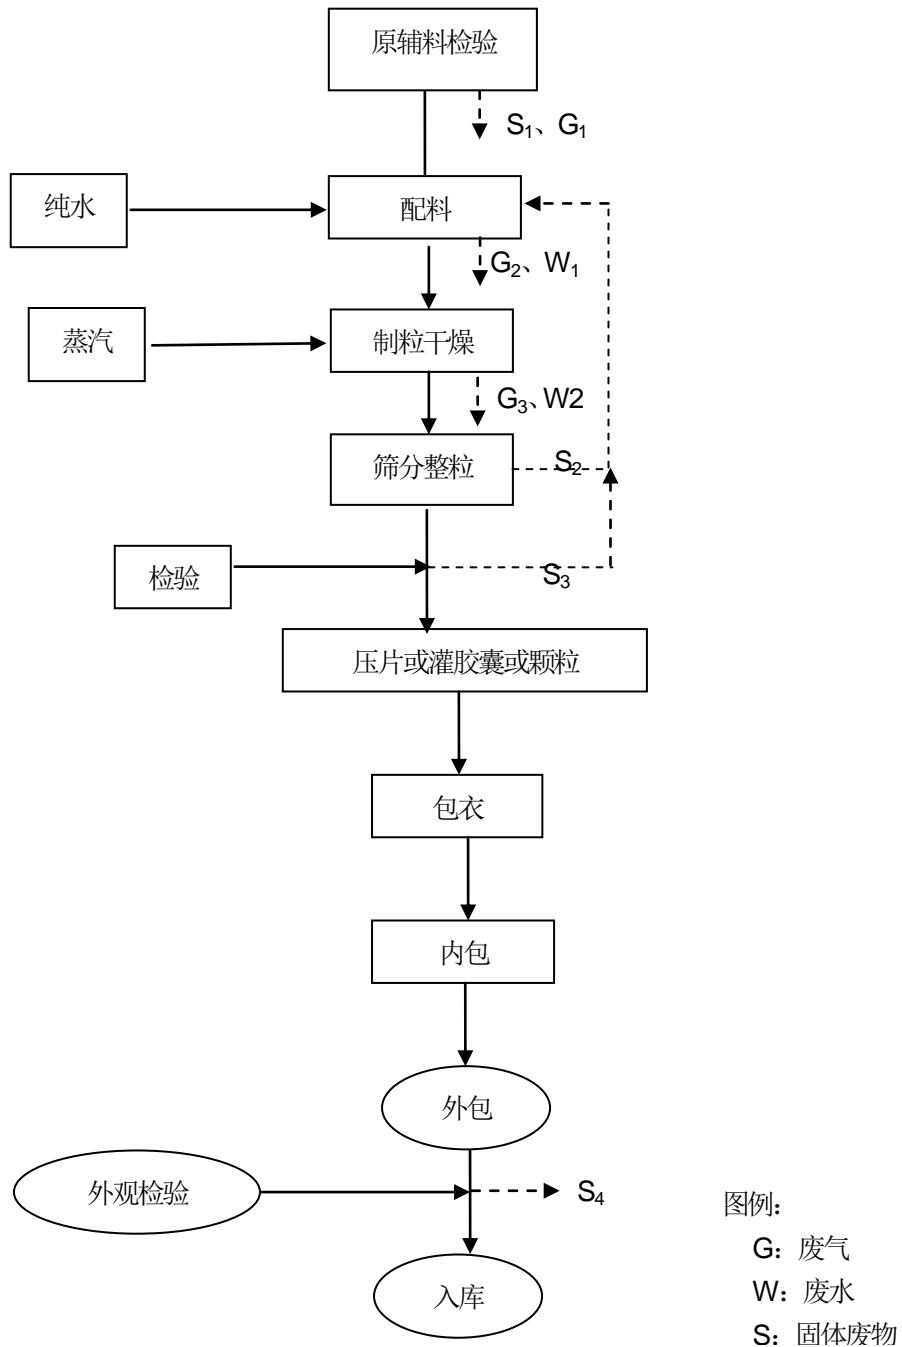 原辅料检验
S₁、G₁
纯水
配料
G₂、W₁
蒸汽
制粒干燥
G₃、W2
筛分整粒
S₂
检验
S₃
压片或灌胶囊或颗粒
包衣
内包
外包
外观检验
S₄
入库
图例：
G：废气
W：废水
S：固体废物